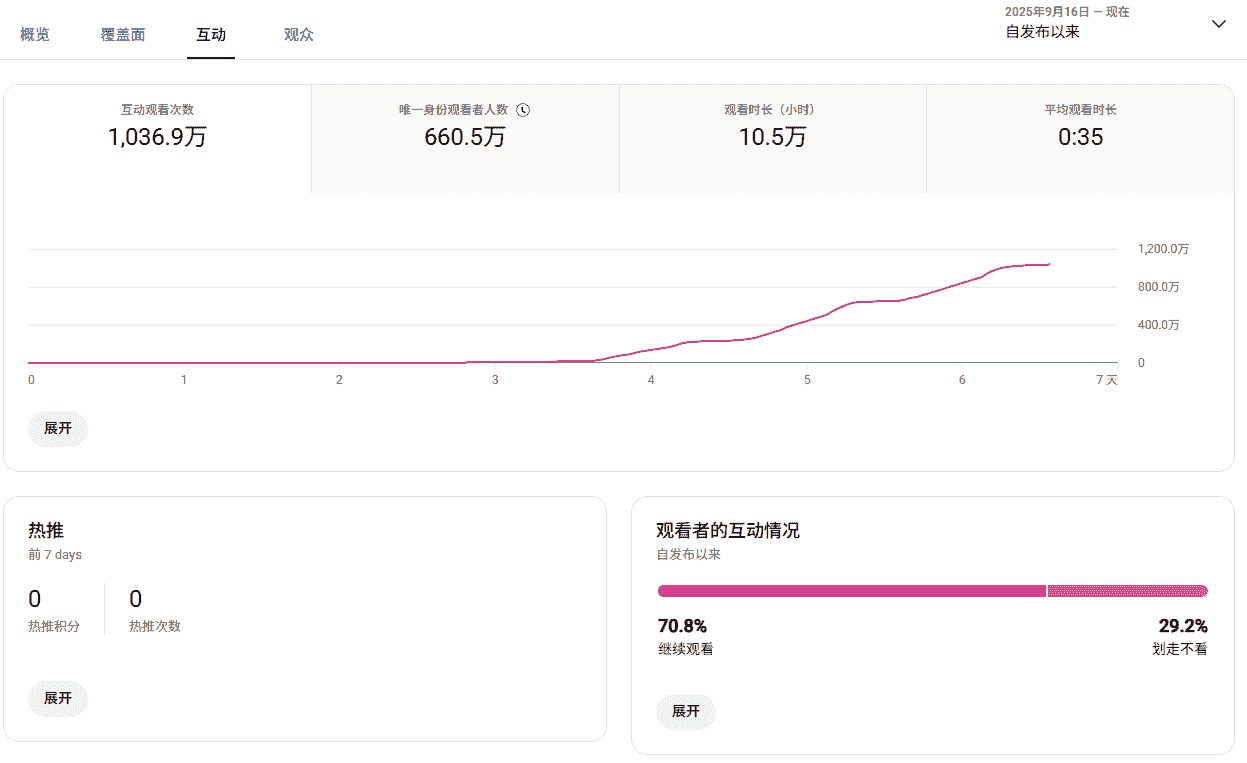 概览 覆盖面 互动 观众
2025年9月16日 – 现在
自发布以来
互动观看次数
1,036.9万
唯一身份观看者人数
660.5万
观看时长（小时）
10.5万
平均观看时长
0:35
1,200.0万
800.0万
400.0万
0
0 1 2 3 4 5 6 7 天
展开
热推
前 7 days
0
热推积分
0
热推次数
展开
观看者的互动情况
自发布以来
70.8%
继续观看
29.2%
划走不看
展开